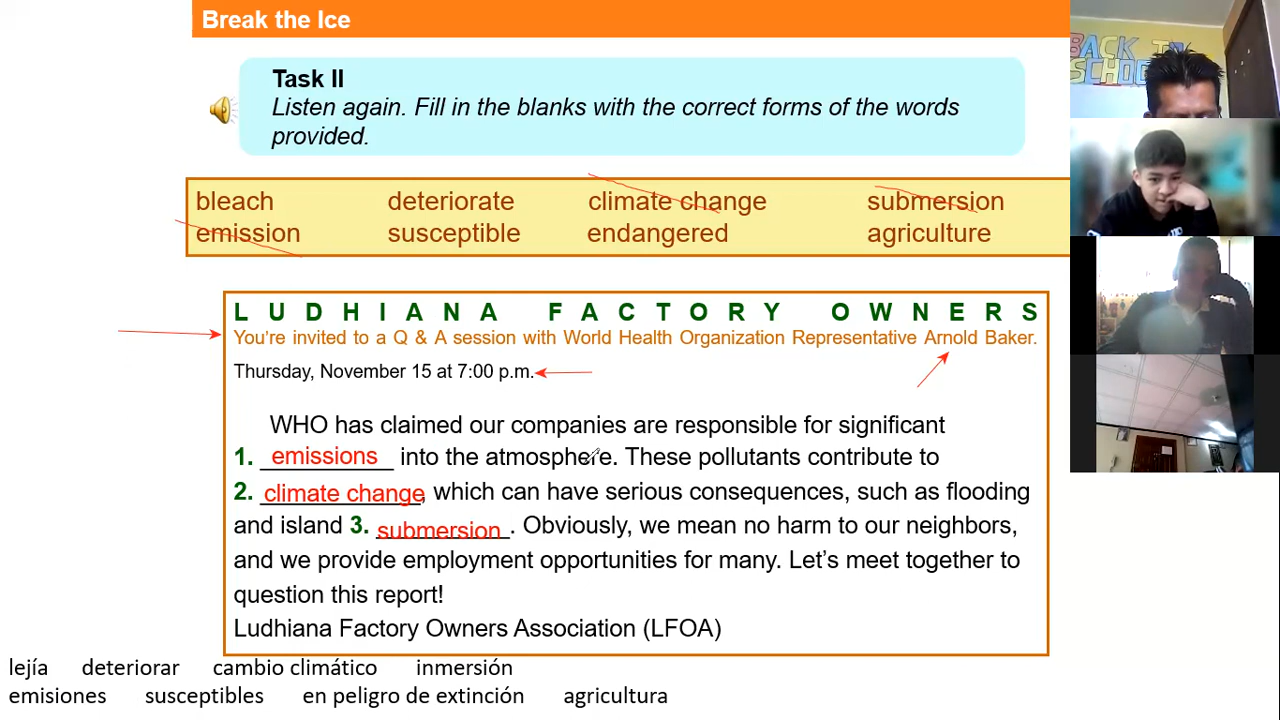 Break the Ice
BACK TO
SCHOOL
Task II
Listen again. Fill in the blanks with the correct forms of the words
provided.
bleach deteriorate climate change submersion
emission susceptible endangered agriculture
LUDHIANA FACTORY OWNERS
You're invited to a Q & A session with World Health Organization Representative Arnold Baker.
Thursday, November 15 at 7:00 p.m.
WHO has claimed our companies are responsible for significant
1. emissions into the atmosphere. These pollutants contribute to
2. climate change, which can have serious consequences, such as flooding
and island 3. submersion. Obviously, we mean no harm to our neighbors,
and we provide employment opportunities for many. Let's meet together to
question this report!
Ludhiana Factory Owners Association (LFOA)
lejía deteriorar cambio climático inmersión
emisiones susceptibles en peligro de extinción agricultura